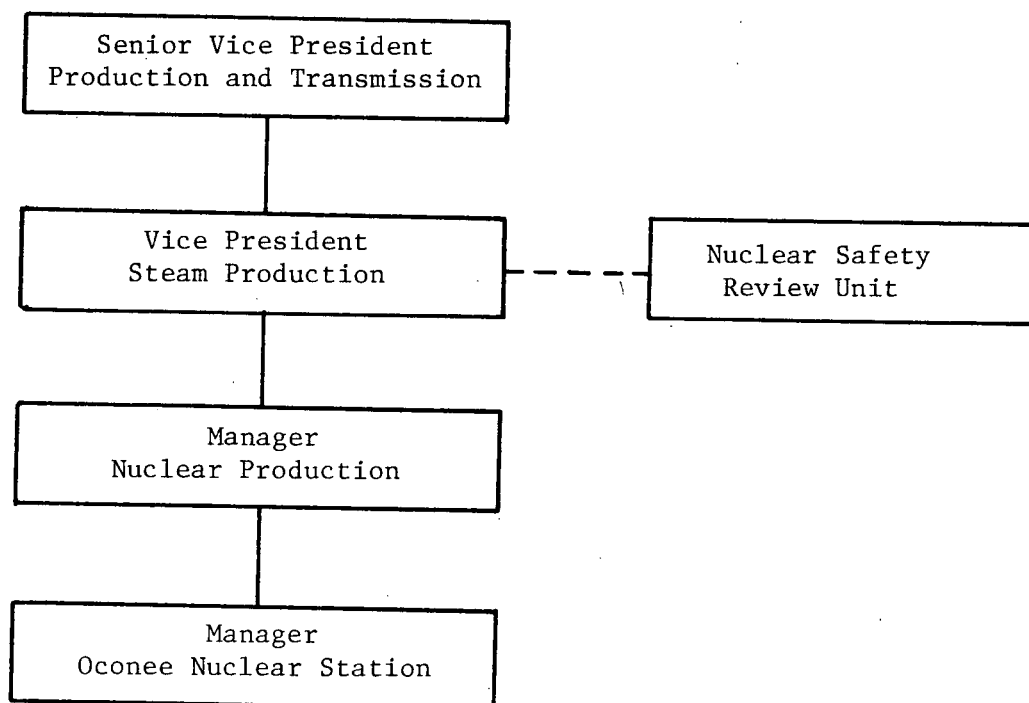 Senior Vice President
Production and Transmission
Vice President
Steam Production
Nuclear Safety
Review Unit
Manager
Nuclear Production
Manager
Oconee Nuclear Station